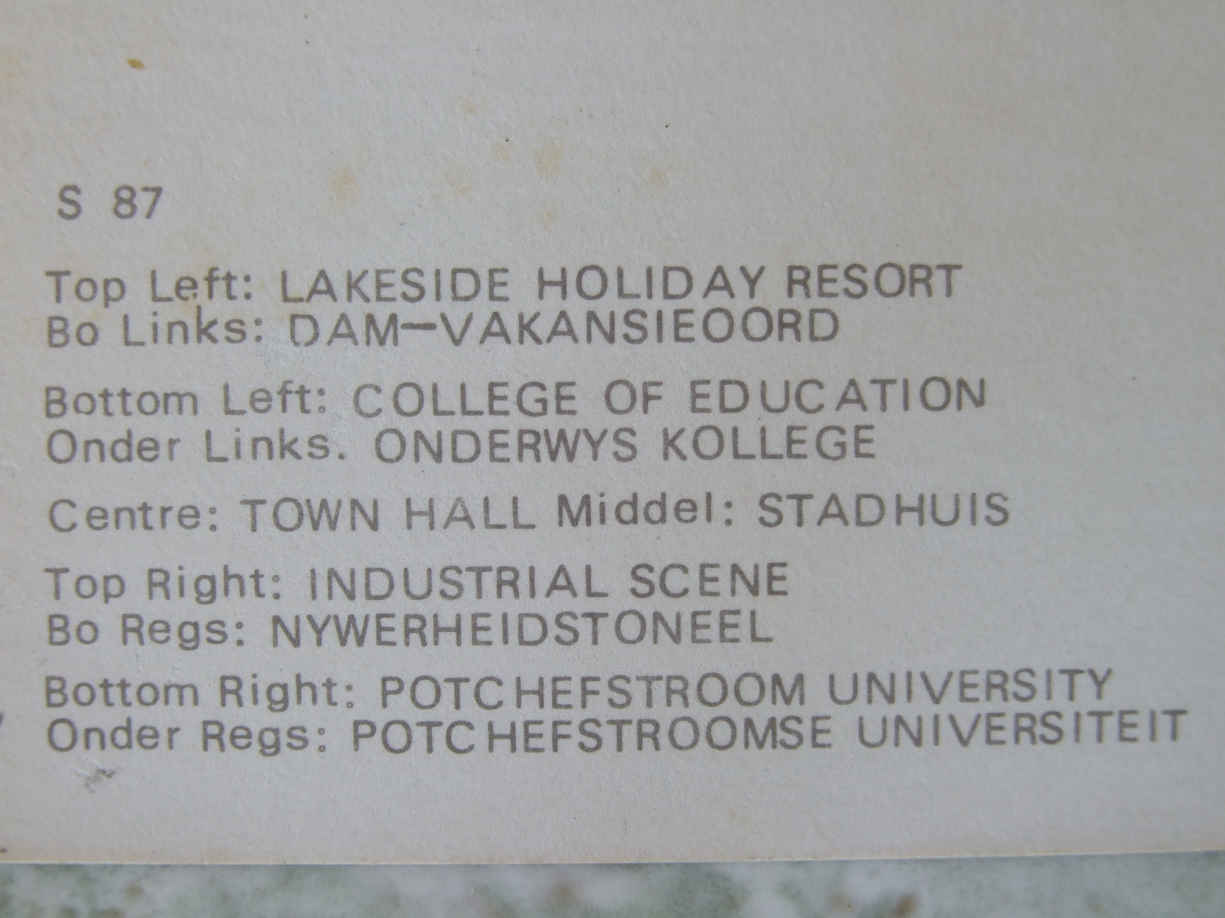 S 87
Top Left: LAKESIDE HOLIDAY RESORT
Bo Links: DAM—VAKANSIEOORD
Bottom Left: COLLEGE OF EDUCATION
Onder Links. ONDERWYS KOLLEGE
Centre: TOWN HALL Middel: STADHUIS
Top Right: INDUSTRIAL SCENE
Bo Regs: NYWERHEIDSTONEEL
Bottom Right: POTCHEFSTROOM UNIVERSITY
Onder Regs: POTCHEFSTROOMSE UNIVERSITEIT